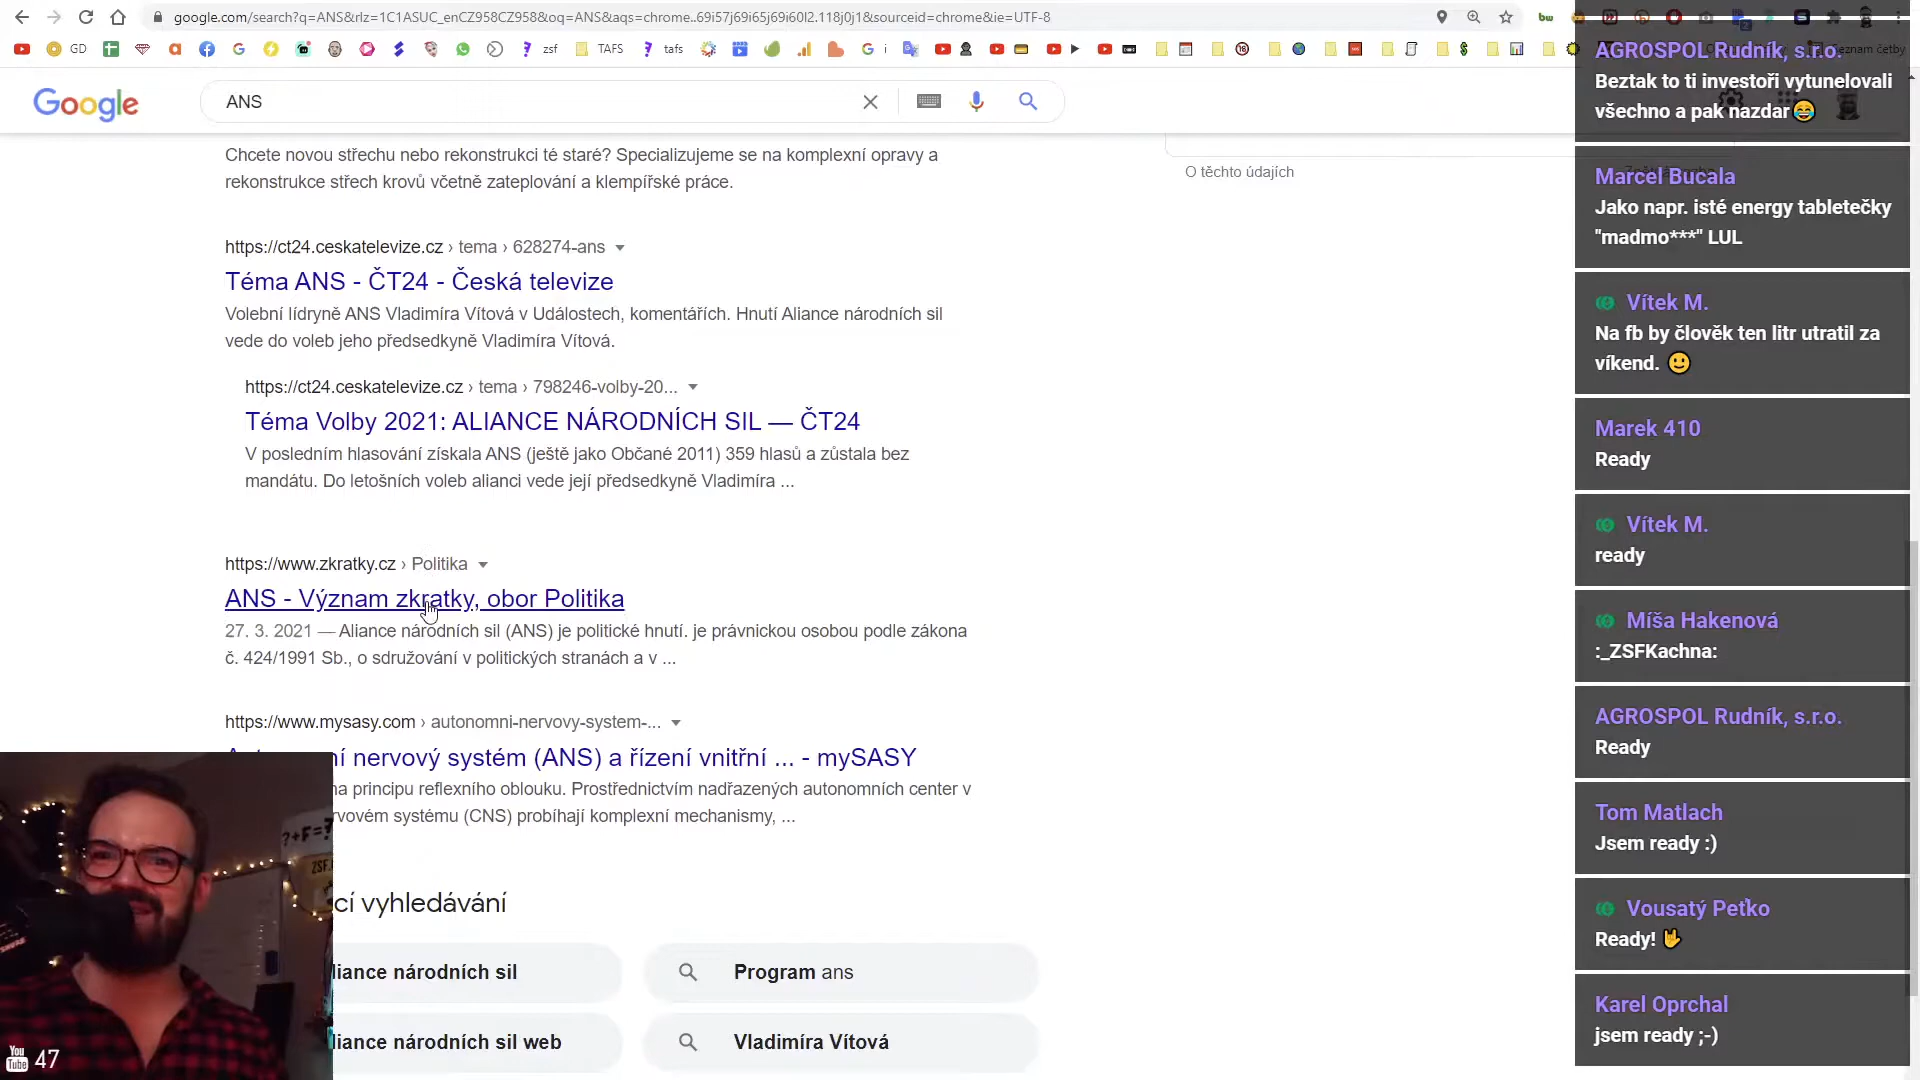 google.com/search?q=ANS&rlz=1C1ASUC_enCZ958CZ958&oq=ANS&aqs=chrome..69i57j69i65j69i60l2.118j0j1&sourceid=chrome&ie=UTF-8
GD
zsf
TAFS
tafs
G i
Seznam četby
Google
ANS
Chcete novou střechu nebo rekonstrukci té staré? Specializujeme se na komplexní opravy a
rekonstrukce střech krovů včetně zateplování a klempířské práce.
O těchto údajích
https://ct24.ceskatelevize.cz › tema › 628274-ans
Téma ANS - ČT24 - Česká televize
Volební lídryně ANS Vladimíra Vítová v Událostech, komentářích. Hnutí Aliance národních sil
vede do voleb jeho předsedkyně Vladimíra Vítová.
https://ct24.ceskatelevize.cz › tema › 798246-volby-20...
Téma Volby 2021: ALIANCE NÁRODNÍCH SIL — ČT24
V posledním hlasování získala ANS (ještě jako Občané 2011) 359 hlasů a zůstala bez
mandátu. Do letošních voleb alianci vede její předsedkyně Vladimíra ...
https://www.zkratky.cz › Politika
ANS - Význam zkratky, obor Politika
27. 3. 2021 — Aliance národních sil (ANS) je politické hnutí. je právnickou osobou podle zákona
č. 424/1991 Sb., o sdružování v politických stranách a v ...
https://www.mysasy.com › autonomni-nervovy-system-...
ní nervový systém (ANS) a řízení vnitřní ... - mySASY
na principu reflexního oblouku. Prostřednictvím nadřazených autonomních center v
rvovém systému (CNS) probíhají komplexní mechanismy, ...
cí vyhledávání
liance národních sil
Program ans
liance národních sil web
Vladimíra Vítová
?+F=?
ZSF.
You
Tube 47
AGROSPOL Rudník, s.r.o.
Beztak to ti investoři vytunelovali
všechno a pak nazdar😂
Marcel Bucala
Jako napr. isté energy tabletečky
"madmo***" LUL
Vítek M.
Na fb by člověk ten litr utratil za
víkend. 🙂
Marek 410
Ready
Vítek M.
ready
Míša Hakenová
:_ZSFKachna:
AGROSPOL Rudník, s.r.o.
Ready
Tom Matlach
Jsem ready :)
Vousatý Peťko
Ready! 🤘
Karel Oprchal
jsem ready ;-)